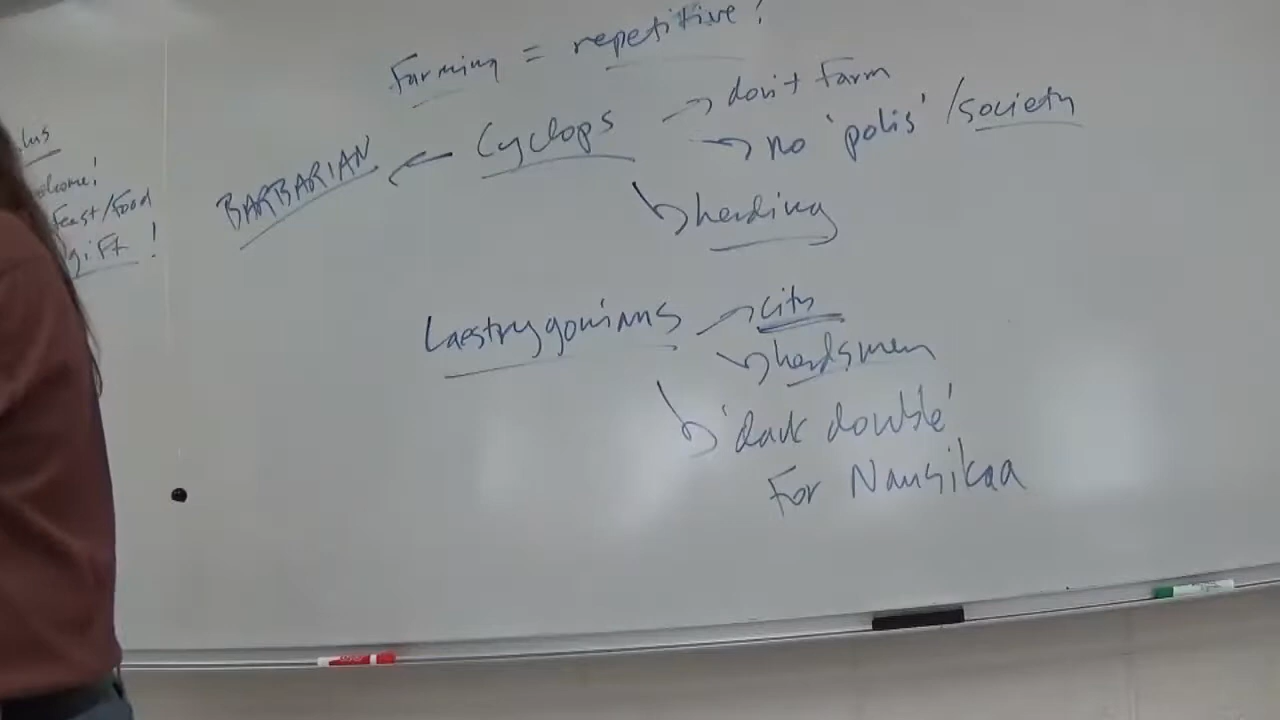 Farming = repetitive!
BARBARIAN ← Cyclops → don't farm
→ no 'polis' / society
↳ herding
Laestrygonians → city
↳ herdsmen
↳ 'dark double'
For Nausikaa
feast/food
gift!